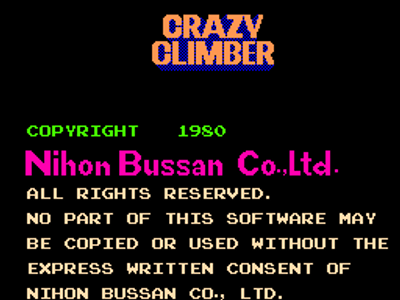 CRAZY
CLIMBER
COPYRIGHT 1980
Nihon Bussan Co.,Ltd.
ALL RIGHTS RESERVED.
NO PART OF THIS SOFTWARE MAY
BE COPIED OR USED WITHOUT THE
EXPRESS WRITTEN CONSENT OF
NIHON BUSSAN CO., LTD.